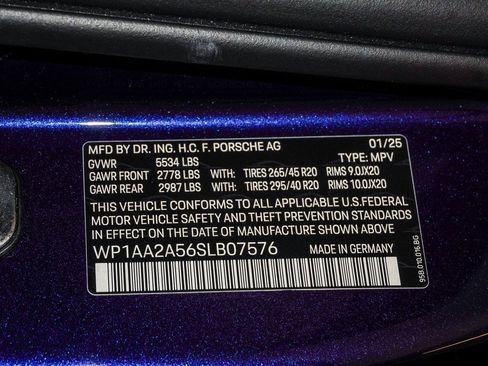 MFD BY DR. ING. H.C. F. PORSCHE AG 01/25
GVWR 5534 LBS TYPE: MPV
GAWR FRONT 2778 LBS WITH: TIRES 265/45 R20 RIMS 9.0JX20
GAWR REAR 2987 LBS WITH: TIRES 295/40 R20 RIMS 10.0JX20
THIS VEHICLE CONFORMS TO ALL APPLICABLE U.S.FEDERAL
MOTOR VEHICLE SAFETY AND THEFT PREVENTION STANDARDS
IN EFFECT ON THE DATE OF MANUFACTURE SHOWN ABOVE
WP1AA2A56SLB07576 MADE IN GERMANY
95B.010.016.BG